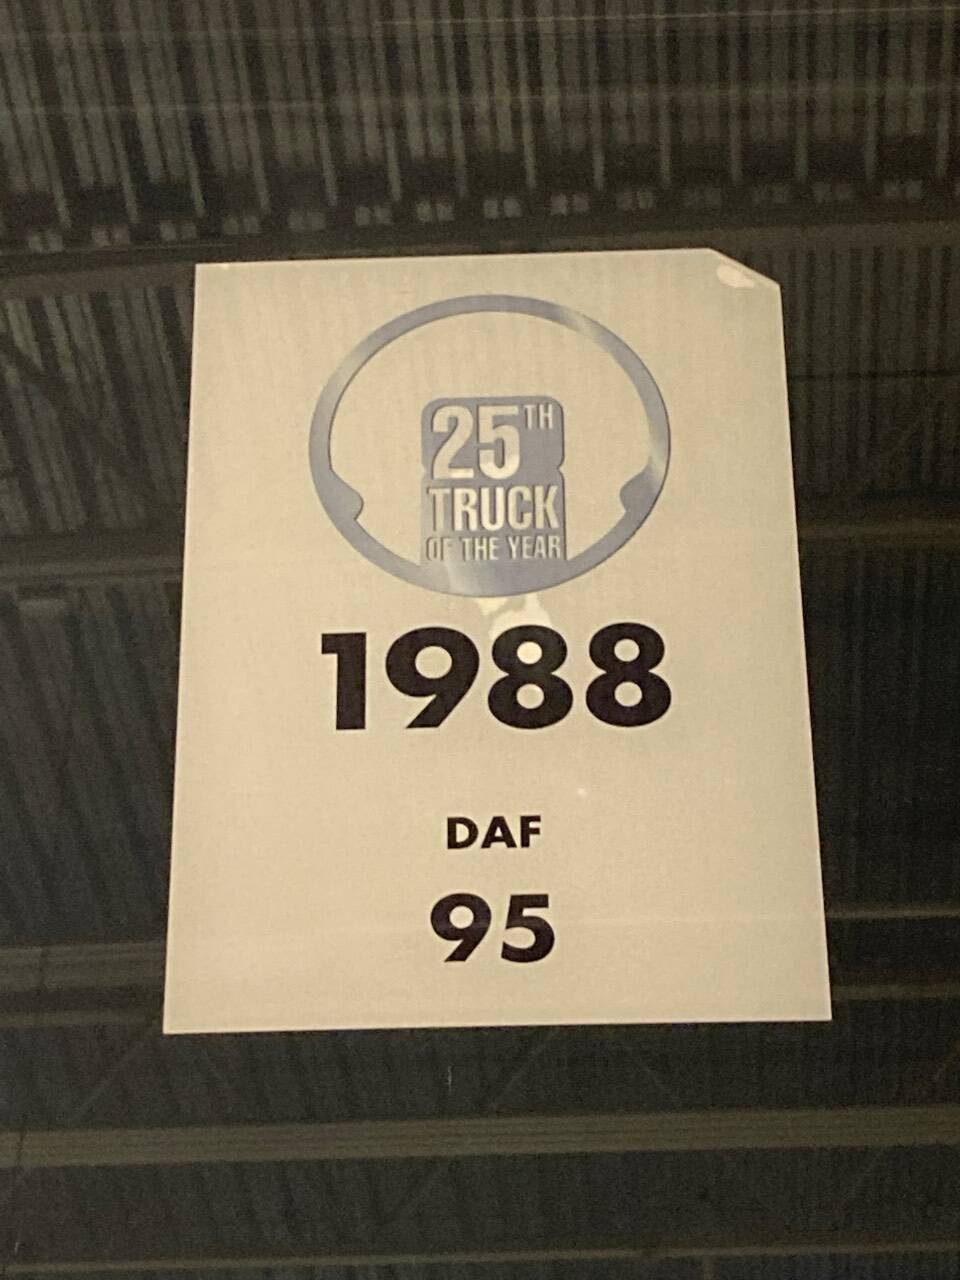 25TH
TRUCK
OF THE YEAR
1988
DAF
95